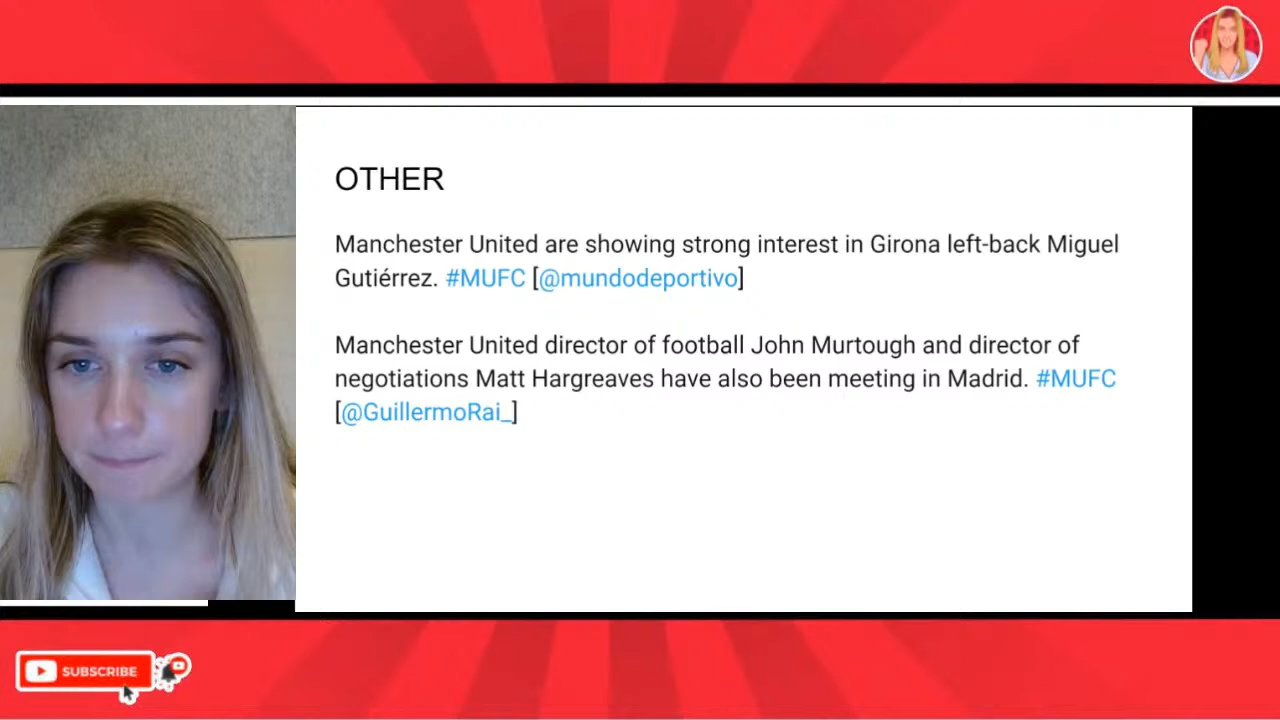 OTHER
Manchester United are showing strong interest in Girona left-back Miguel
Gutiérrez. #MUFC [@mundodeportivo]
Manchester United director of football John Murtough and director of
negotiations Matt Hargreaves have also been meeting in Madrid. #MUFC
[@GuillermoRai_]
SUBSCRIBE